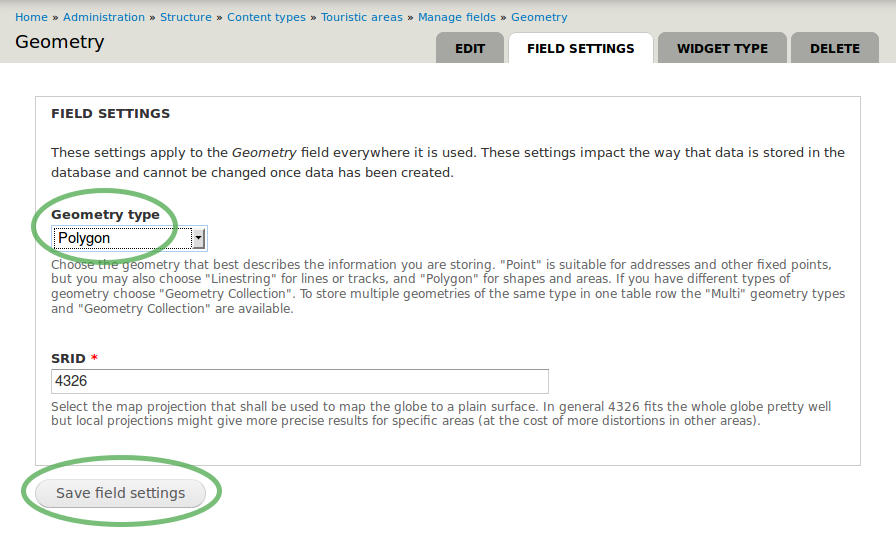 Home » Administration » Structure » Content types » Touristic areas » Manage fields » Geometry
Geometry
EDIT
FIELD SETTINGS
WIDGET TYPE
DELETE
FIELD SETTINGS
These settings apply to the Geometry field everywhere it is used. These settings impact the way that data is stored in the
database and cannot be changed once data has been created.
Geometry type
Polygon
Choose the geometry that best describes the information you are storing. "Point" is suitable for addresses and other fixed points,
but you may also choose "Linestring" for lines or tracks, and "Polygon" for shapes and areas. If you have different types of
geometry choose "Geometry Collection". To store multiple geometries of the same type in one table row the "Multi" geometry types
and "Geometry Collection" are available.
SRID *
4326
Select the map projection that shall be used to map the globe to a plain surface. In general 4326 fits the whole globe pretty well
but local projections might give more precise results for specific areas (at the cost of more distortions in other areas).
Save field settings